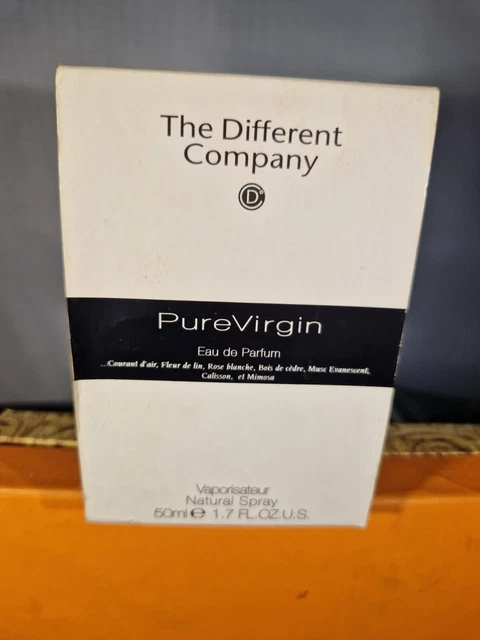 The Different
Company
D
PureVirgin
Eau de Parfum
...Courant d'air, Fleur de lin, Rose blanche, Bois de cèdre, Musc Evanescent,
Calisson, et Mimosa
Vaporisateur
Natural Spray
50ml℮ 1.7 FL.OZ.U.S.